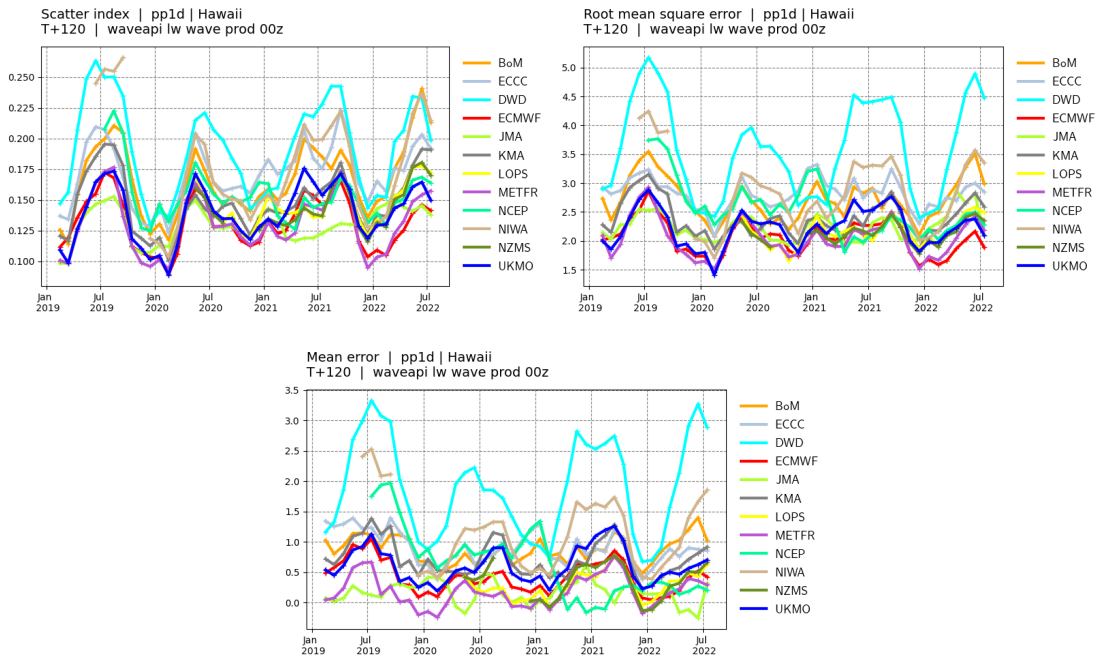 Scatter index | pp1d | Hawaii
T+120 | waveapi lw wave prod 00z
0.250
0.225
0.200
0.175
0.150
0.125
0.100
Jan 2019
Jul 2019
Jan 2020
Jul 2020
Jan 2021
Jul 2021
Jan 2022
Jul 2022
BoM
ECCC
DWD
ECMWF
JMA
KMA
LOPS
METFR
NCEP
NIWA
NZMS
UKMO
Root mean square error | pp1d | Hawaii
T+120 | waveapi lw wave prod 00z
5.0
4.5
4.0
3.5
3.0
2.5
2.0
1.5
Jan 2019
Jul 2019
Jan 2020
Jul 2020
Jan 2021
Jul 2021
Jan 2022
Jul 2022
BoM
ECCC
DWD
ECMWF
JMA
KMA
LOPS
METFR
NCEP
NIWA
NZMS
UKMO
Mean error | pp1d | Hawaii
T+120 | waveapi lw wave prod 00z
3.5
3.0
2.5
2.0
1.5
1.0
0.5
0.0
Jan 2019
Jul 2019
Jan 2020
Jul 2020
Jan 2021
Jul 2021
Jan 2022
Jul 2022
BoM
ECCC
DWD
ECMWF
JMA
KMA
LOPS
METFR
NCEP
NIWA
NZMS
UKMO